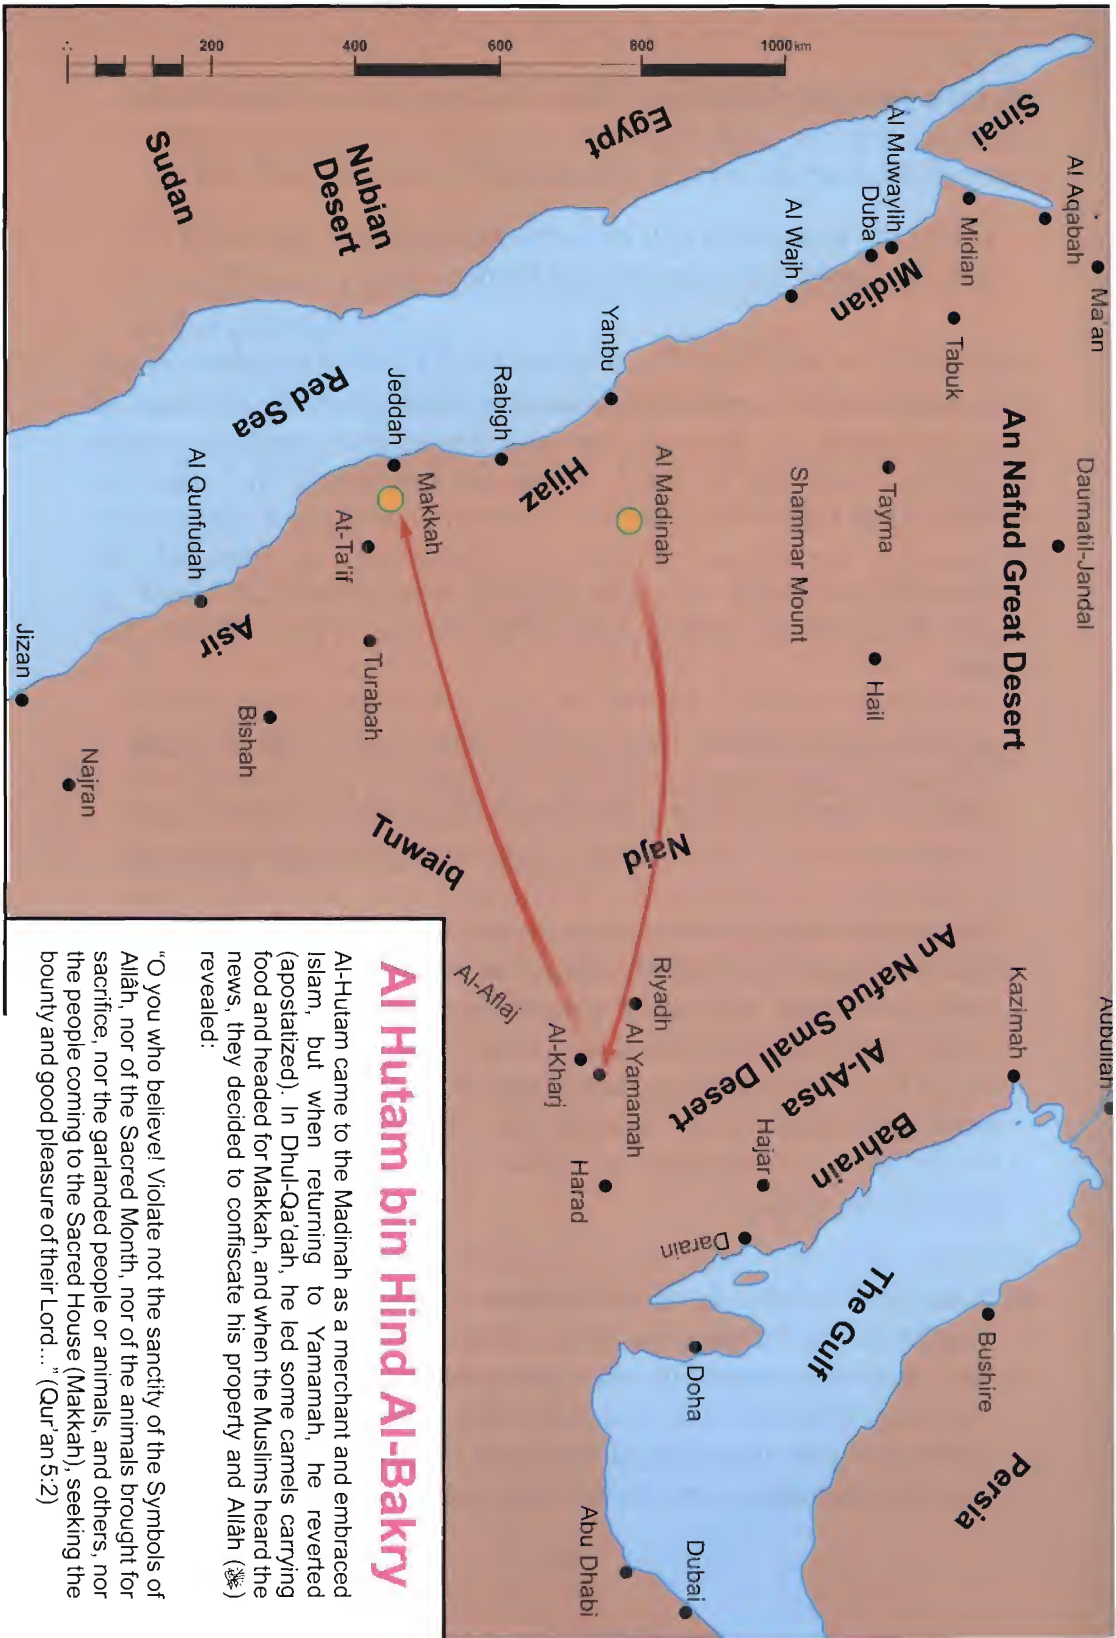 Ma'an
Al Aqabah
Sinai
Midian
Al Muwaylih
Duba
Midian
Tabuk
Al Wajh
Daumatil-Jandal
An Nafud Great Desert
Tayma
Hail
Shammar Mount
Egypt
Yanbu
Al Madinah
Hijaz
Rabigh
Nubian
Desert
Sudan
Red Sea
Jeddah
Makkah
At-Ta'if
Turabah
Al Qunfudah
Asir
Bishah
Jizan
Najran
Tuwaiq
Najd
Aubullah
Kazimah
An Nafud Small Desert
Al-Ahsa
Bahrain
Riyadh
Al Yamamah
Al-Kharj
Al-Aflaj
Hajar
Harad
Darain
The Gulf
Bushire
Persia
Doha
Dubai
Abu Dhabi
200
400
600
800
1000km
Al Hutam bin Hind Al-Bakry
Al-Hutam came to the Madinah as a merchant and embraced
Islam, but when returning to Yamamah, he reverted
(apostatized). In Dhul-Qa'dah, he led some camels carrying
food and headed for Makkah, and when the Muslims heard the
news, they decided to confiscate his property and Allâh (ﷻ)
revealed:
"O you who believe! Violate not the sanctity of the Symbols of
Allâh, nor of the Sacred Month, nor of the animals brought for
sacrifice, nor the garlanded people or animals, and others, nor
the people coming to the Sacred House (Makkah), seeking the
bounty and good pleasure of their Lord..." (Qur'an 5:2)